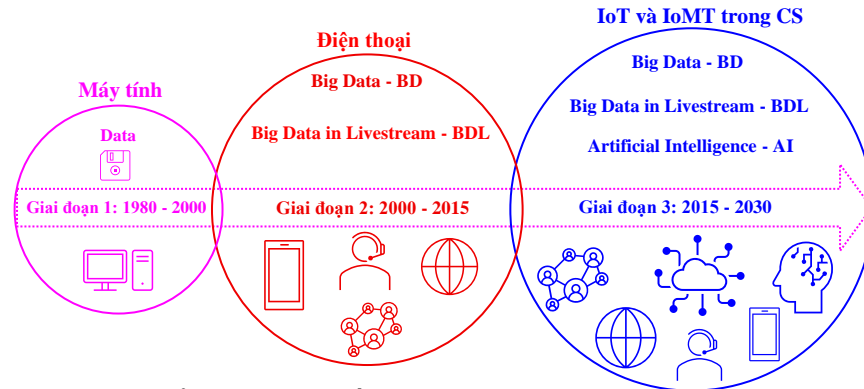 IoT và IoMT trong CS
Điện thoại
Big Data - BD
Big Data - BD
Máy tính
Big Data in Livestream - BDL
Data
Big Data in Livestream - BDL
Artificial Intelligence - AI
Giai đoạn 1: 1980 - 2000
Giai đoạn 2: 2000 - 2015
Giai đoạn 3: 2015 - 2030